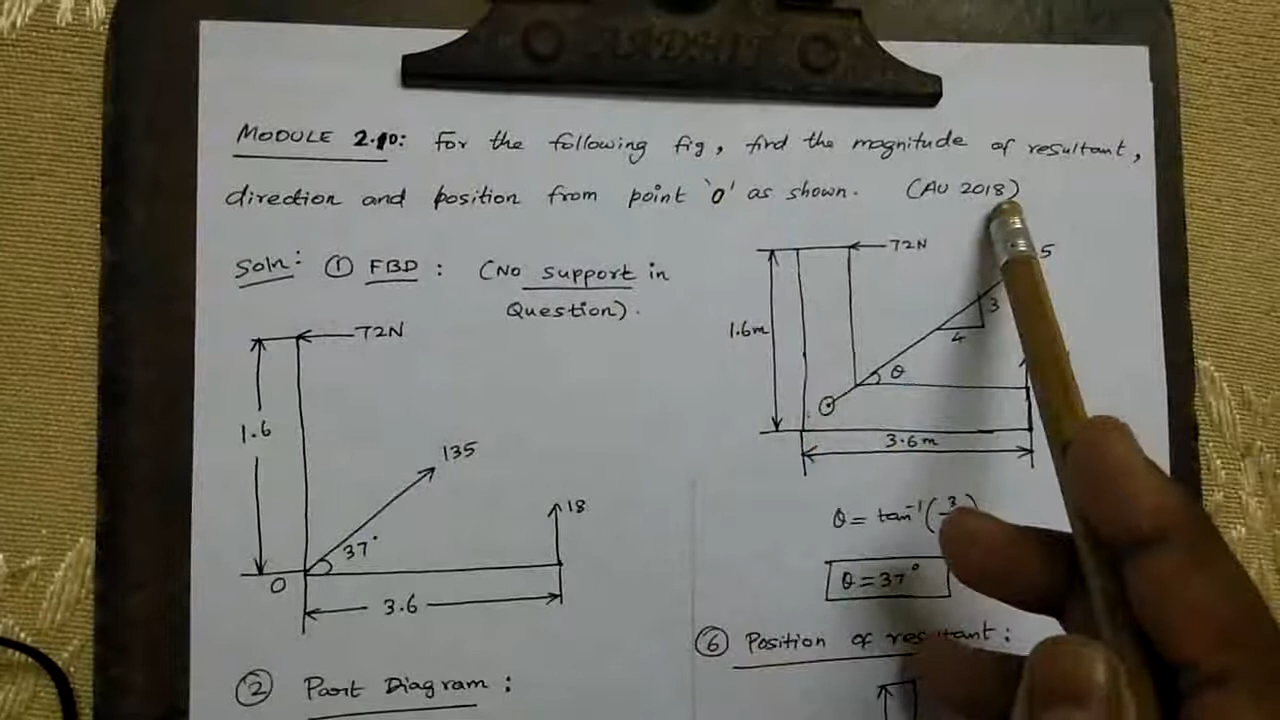 MODULE 2.10: For the following fig, find the magnitude of resultant,
direction and position from point 'O' as shown. (AU 2018)
Soln: ① FBD : (No support in
Question).
72N
1.6
135
37°
18
O
3.6
② Part Diagram :
72N
5
3
4
1.6m
θ
O
3.6m
θ = tan⁻¹(3
θ = 37°
⑥ Position of resultant :